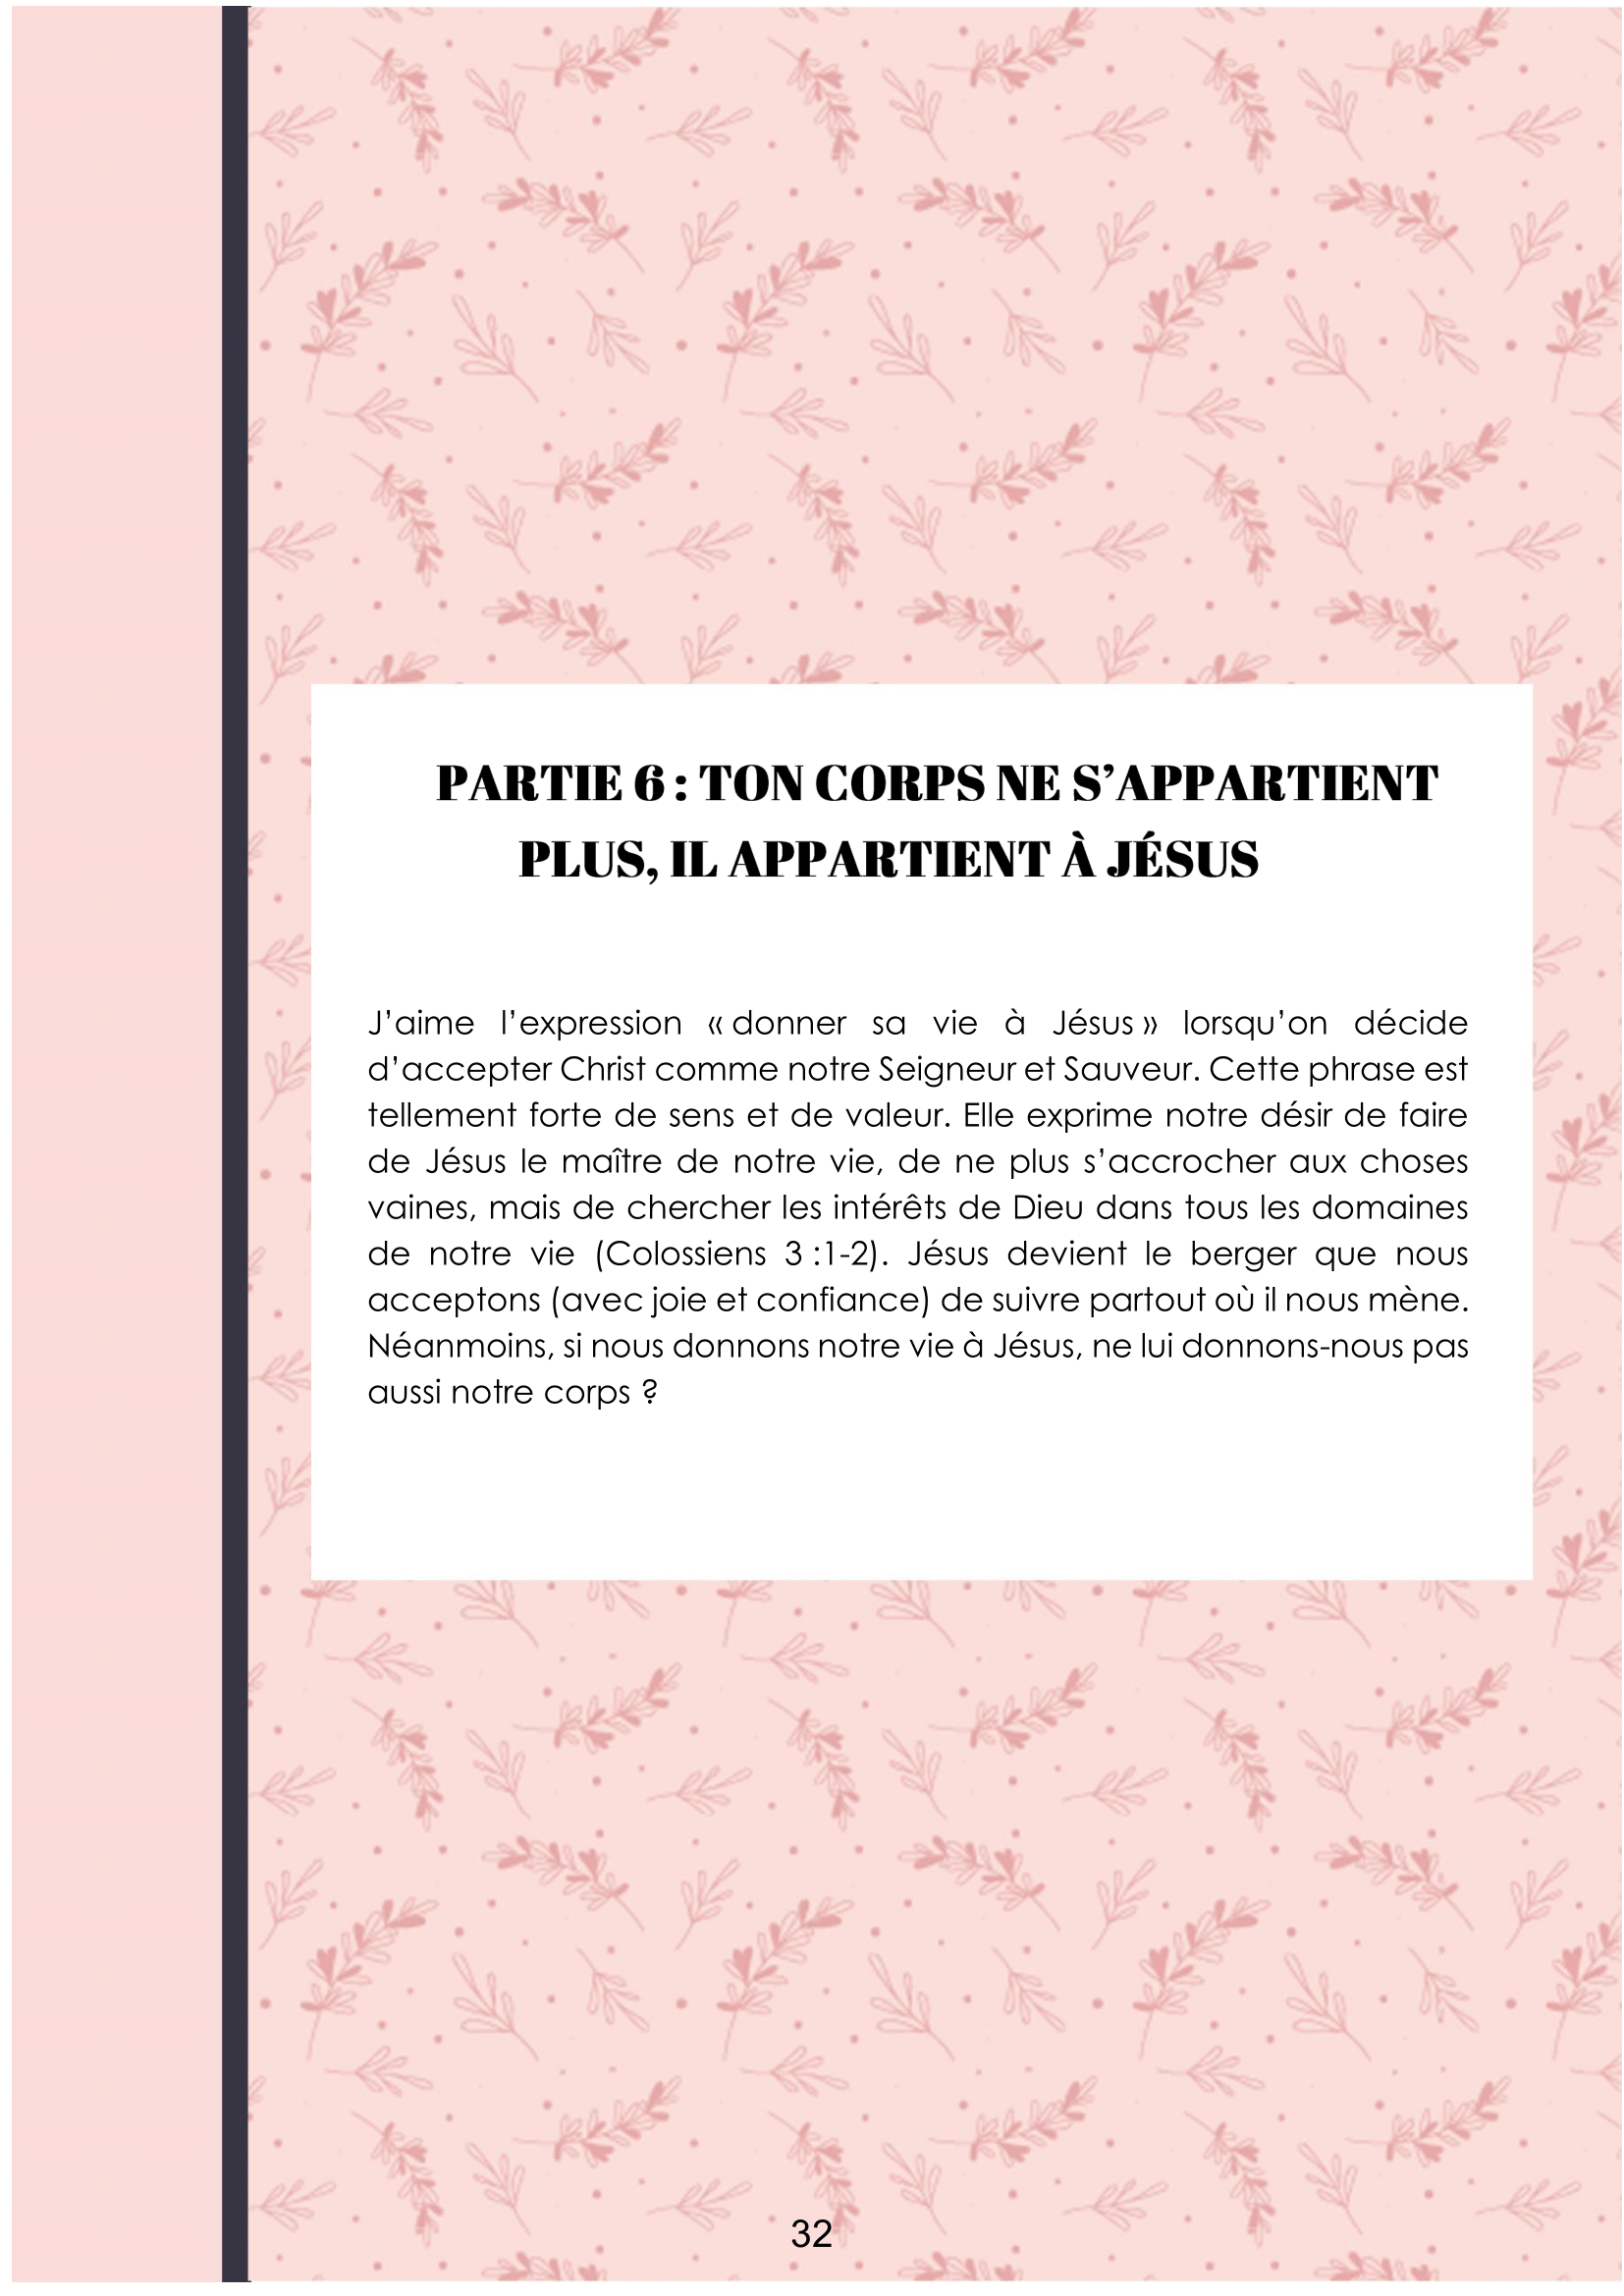 PARTIE 6 : TON CORPS NE S’APPARTIENT
PLUS, IL APPARTIENT À JÉSUS
J’aime l’expression « donner sa vie à Jésus » lorsqu’on décide
d’accepter Christ comme notre Seigneur et Sauveur. Cette phrase est
tellement forte de sens et de valeur. Elle exprime notre désir de faire
de Jésus le maître de notre vie, de ne plus s’accrocher aux choses
vaines, mais de chercher les intérêts de Dieu dans tous les domaines
de notre vie (Colossiens 3 :1-2). Jésus devient le berger que nous
acceptons (avec joie et confiance) de suivre partout où il nous mène.
Néanmoins, si nous donnons notre vie à Jésus, ne lui donnons-nous pas
aussi notre corps ?
32